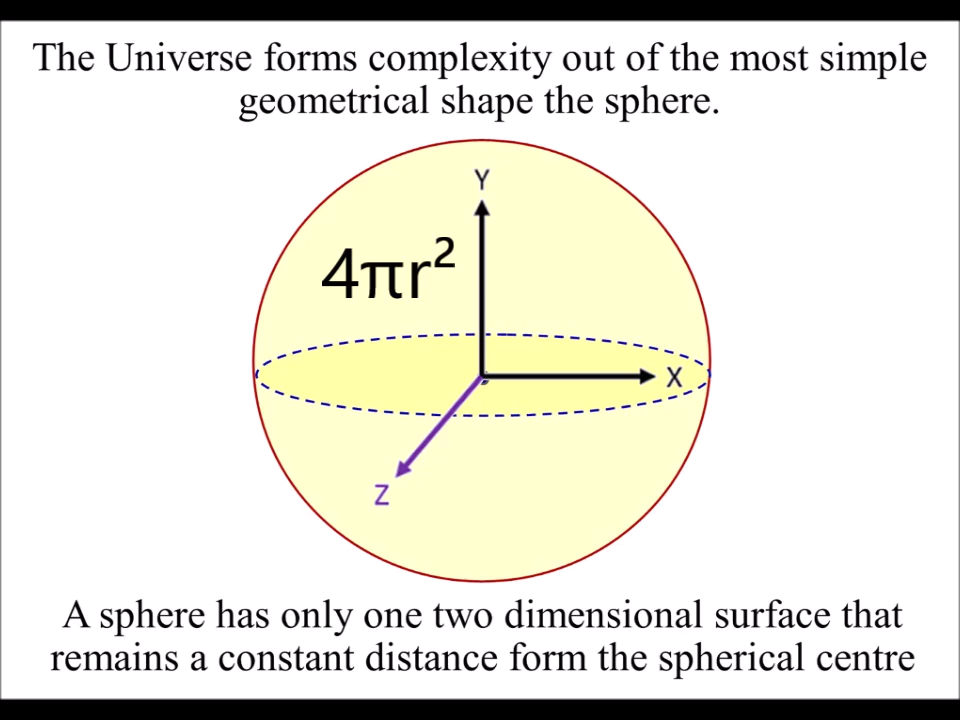 The Universe forms complexity out of the most simple
geometrical shape the sphere.
Y
4πr²
X
Z
A sphere has only one two dimensional surface that
remains a constant distance form the spherical centre